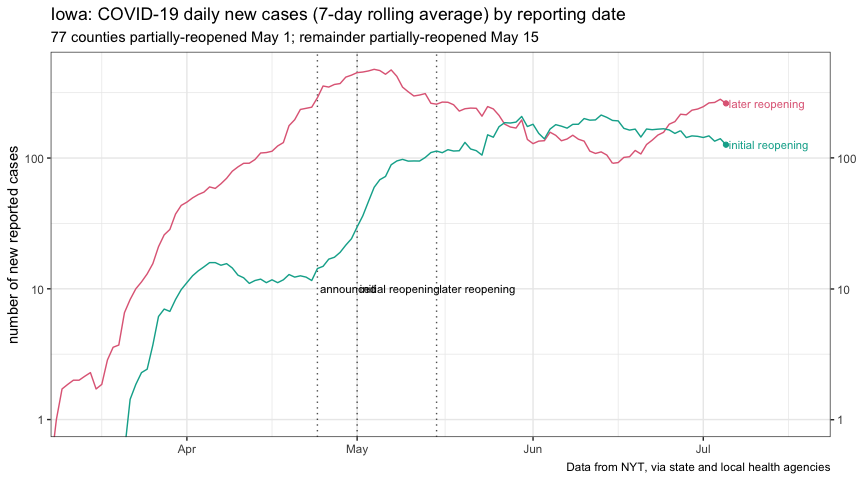 Iowa: COVID-19 daily new cases (7-day rolling average) by reporting date
77 counties partially-reopened May 1; remainder partially-reopened May 15
number of new reported cases
100
10
1
100
10
1
later reopening
initial reopening
announced
initial reopening
later reopening
Apr
May
Jun
Jul
Data from NYT, via state and local health agencies